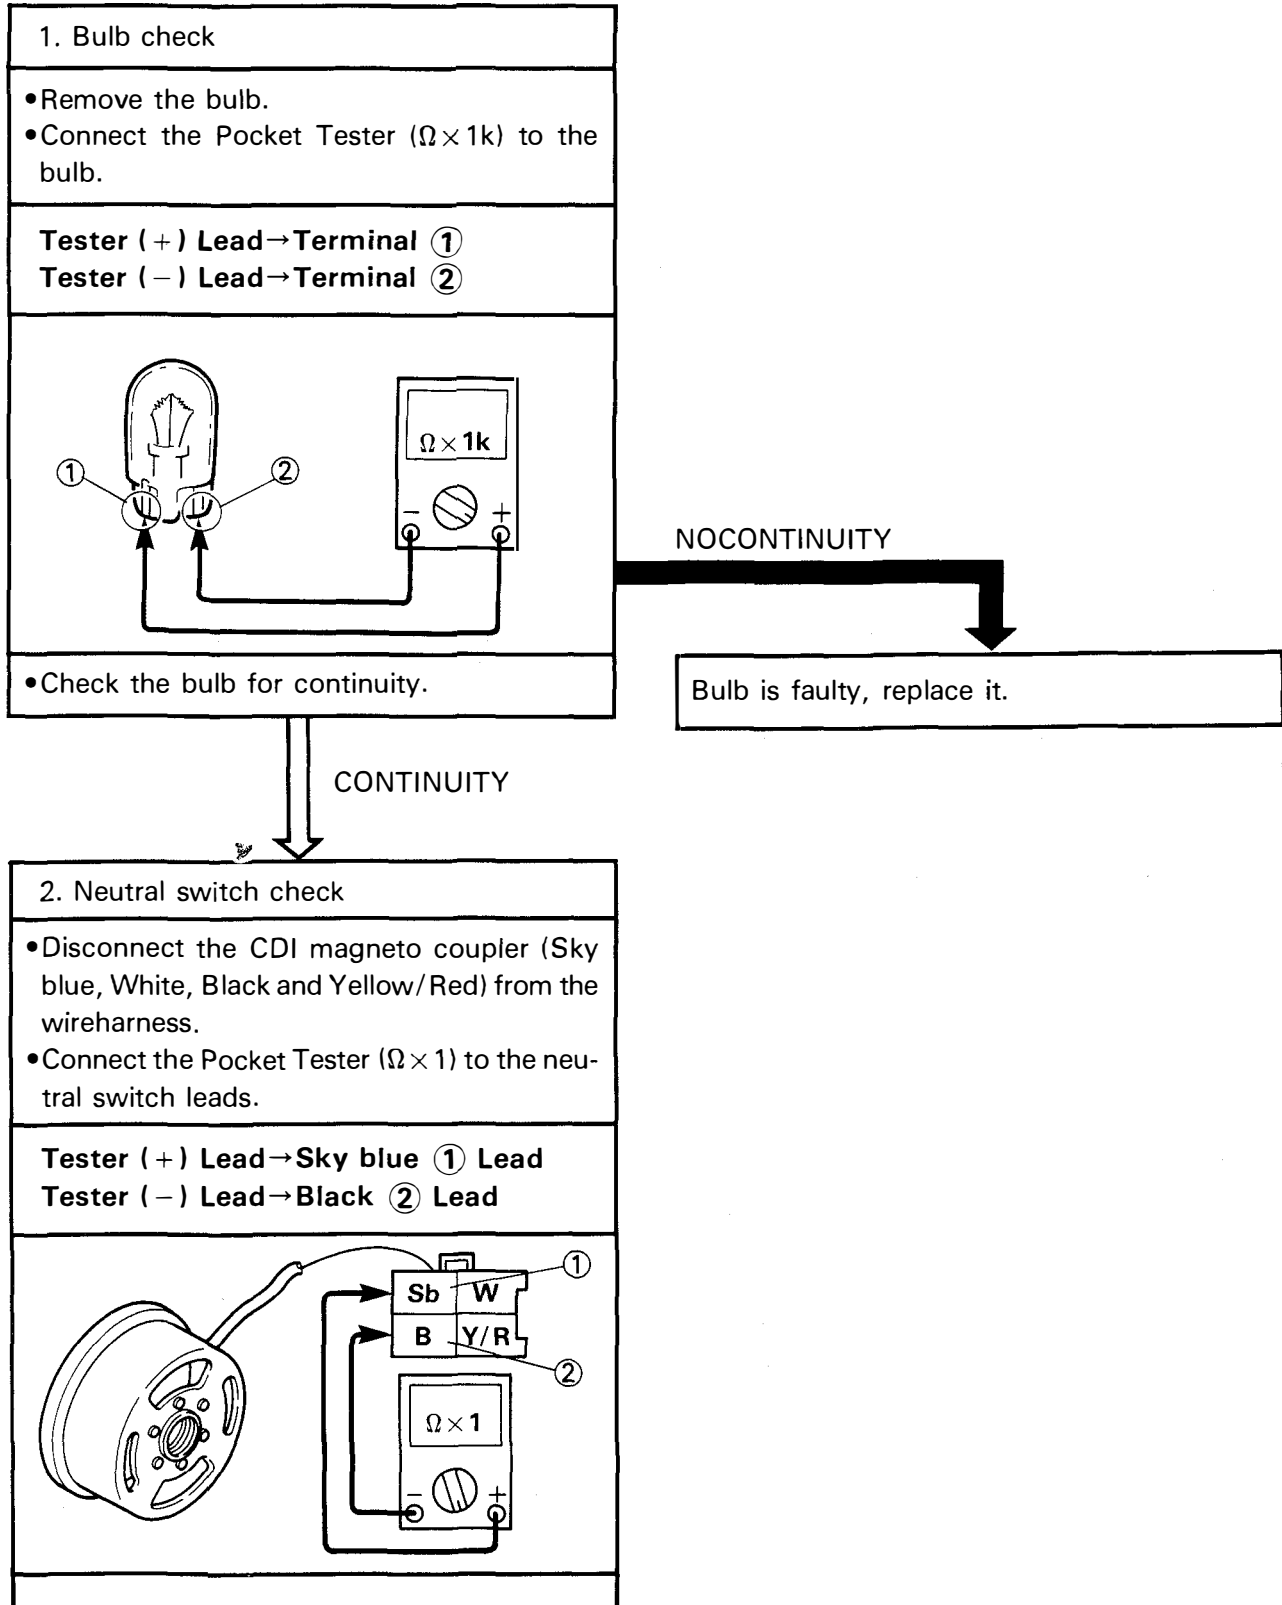 1. Bulb check
•Remove the bulb.
•Connect the Pocket Tester (Ω×1k) to the
bulb.
Tester (+) Lead→Terminal ①
Tester (−) Lead→Terminal ②
①
②
Ω×1k
− +
•Check the bulb for continuity.
NOCONTINUITY
Bulb is faulty, replace it.
CONTINUITY
2. Neutral switch check
•Disconnect the CDI magneto coupler (Sky
blue, White, Black and Yellow/Red) from the
wireharness.
•Connect the Pocket Tester (Ω×1) to the neu-
tral switch leads.
Tester (+) Lead→Sky blue ① Lead
Tester (−) Lead→Black ② Lead
①
Sb W
B Y/R
②
Ω×1
− +